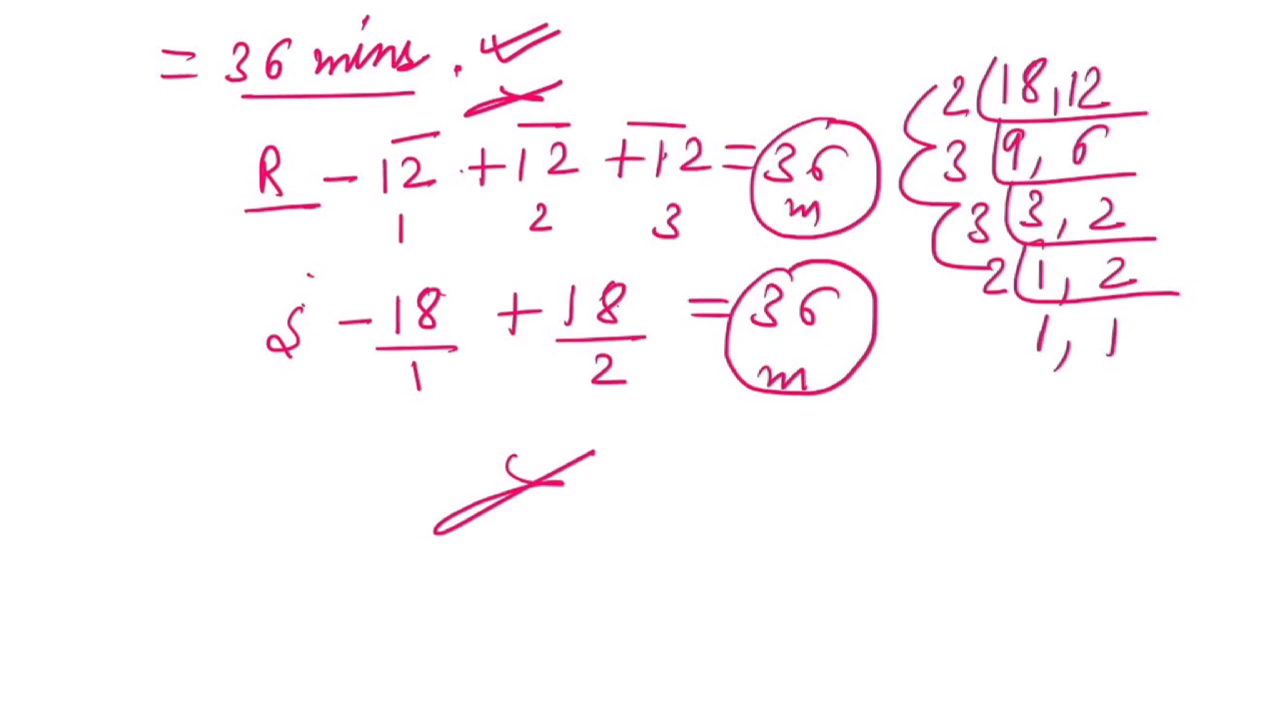 = 36 mins.
R - 12 + 12 + 12 = 36 m
1 2 3
S - 18 + 18 = 36 m
1 2
2 18, 12
3 9, 6
3 3, 2
2 1, 2
1, 1